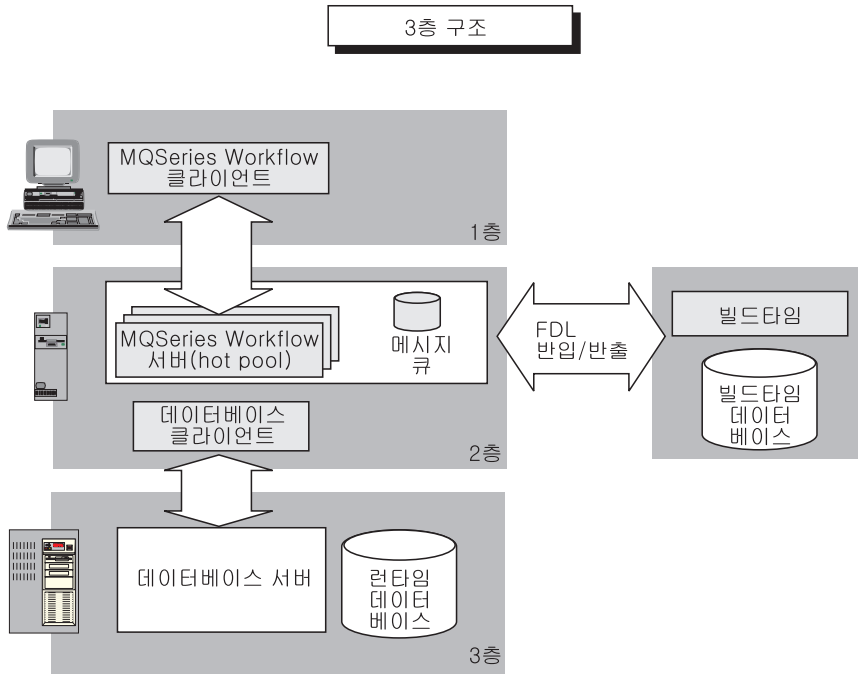 3층 구조
MQSeries Workflow
클라이언트
1층
MQSeries Workflow
서버(hot pool)
메시지
큐
데이터베이스
클라이언트
2층
FDL
반입/반출
빌드타임
빌드타임
데이터
베이스
데이터베이스 서버
런타임
데이터
베이스
3층